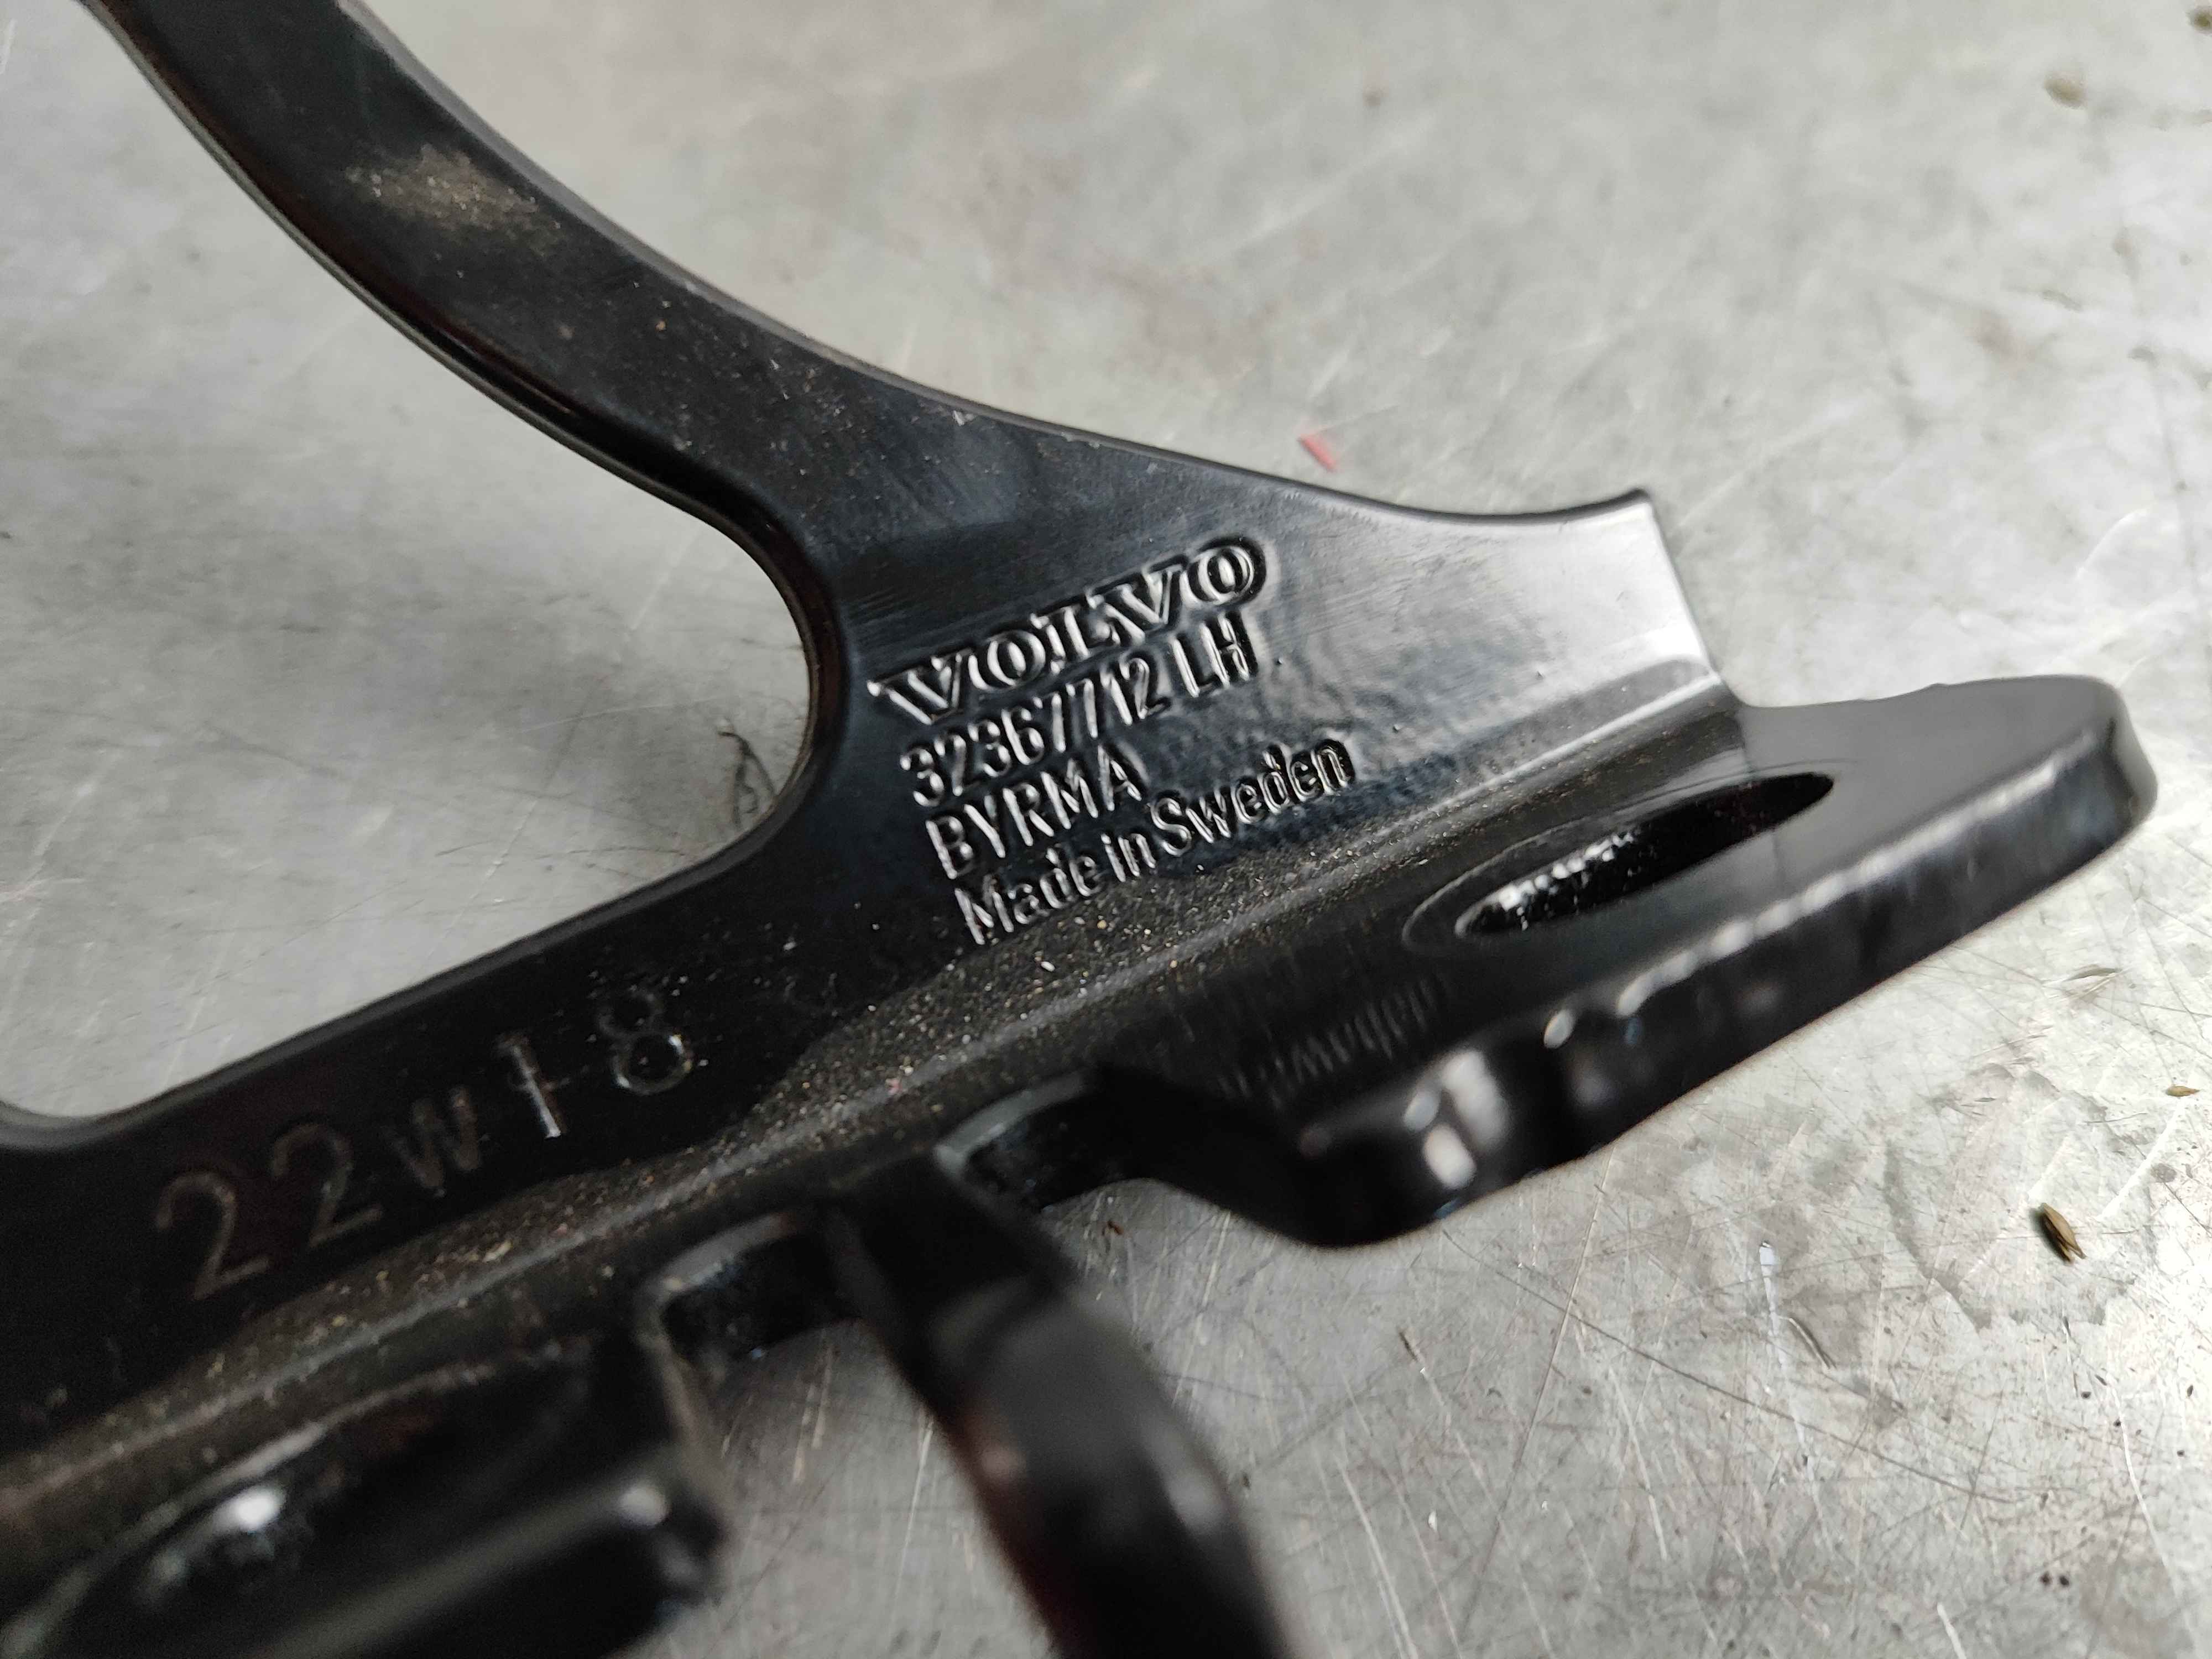 VOLVO
32367712 LH
BYRMA
Made in Sweden
22w18